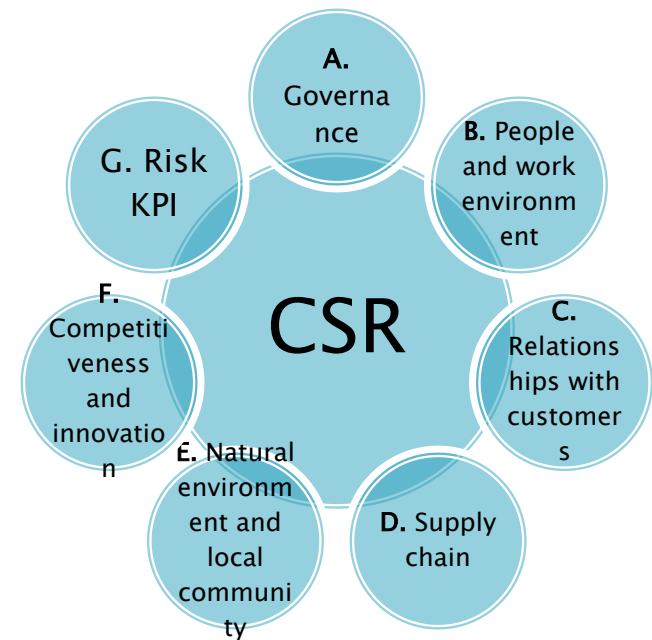 A.
Governa
nce
B. People
and work
environm
ent
C.
Relations
hips with
customer
s
D. Supply
chain
E. Natural
environm
ent and
local
communi
ty
F.
Competiti
veness
and
innovatio
n
G. Risk
KPI
CSR